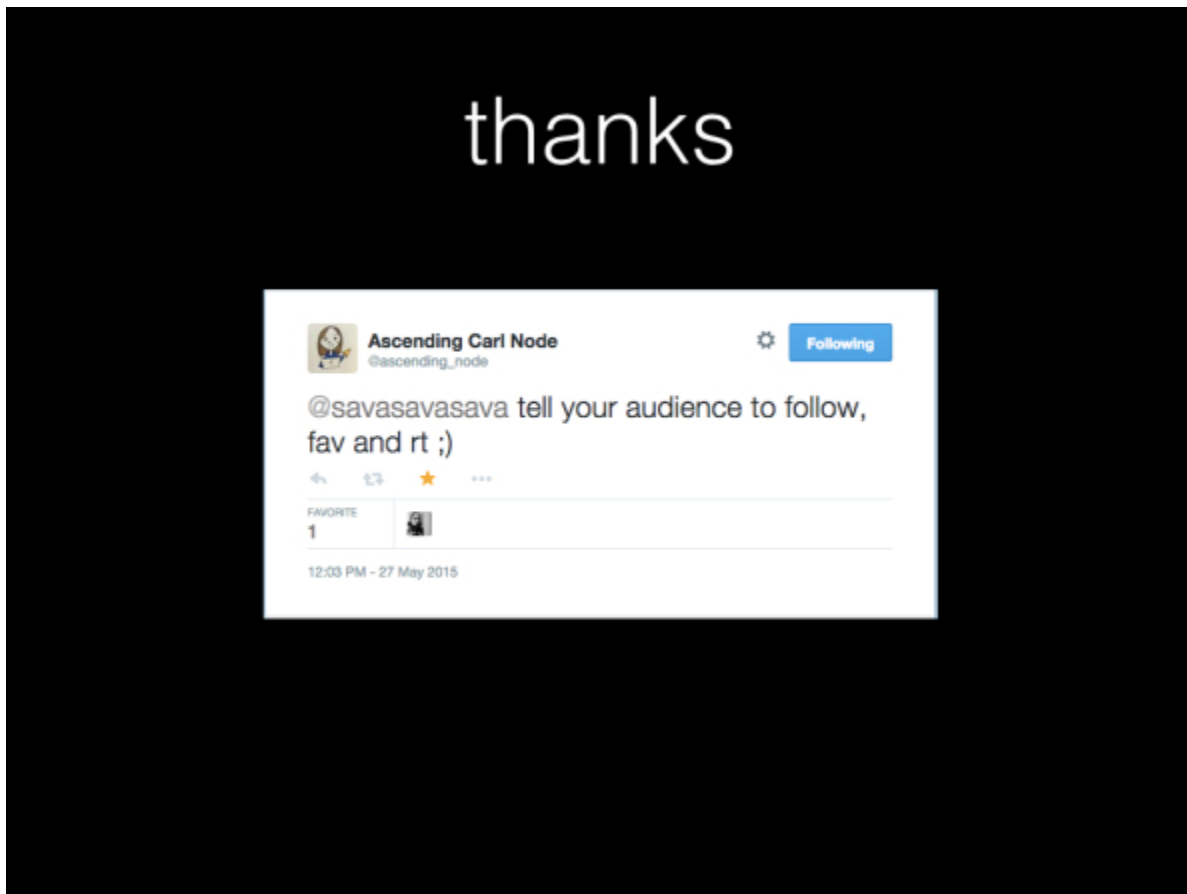 thanks
Ascending Carl Node
Following
@ascending_node
@savasavasava tell your audience to follow,
fav and rt ;)
FAVORITE
1
12:03 PM - 27 May 2015